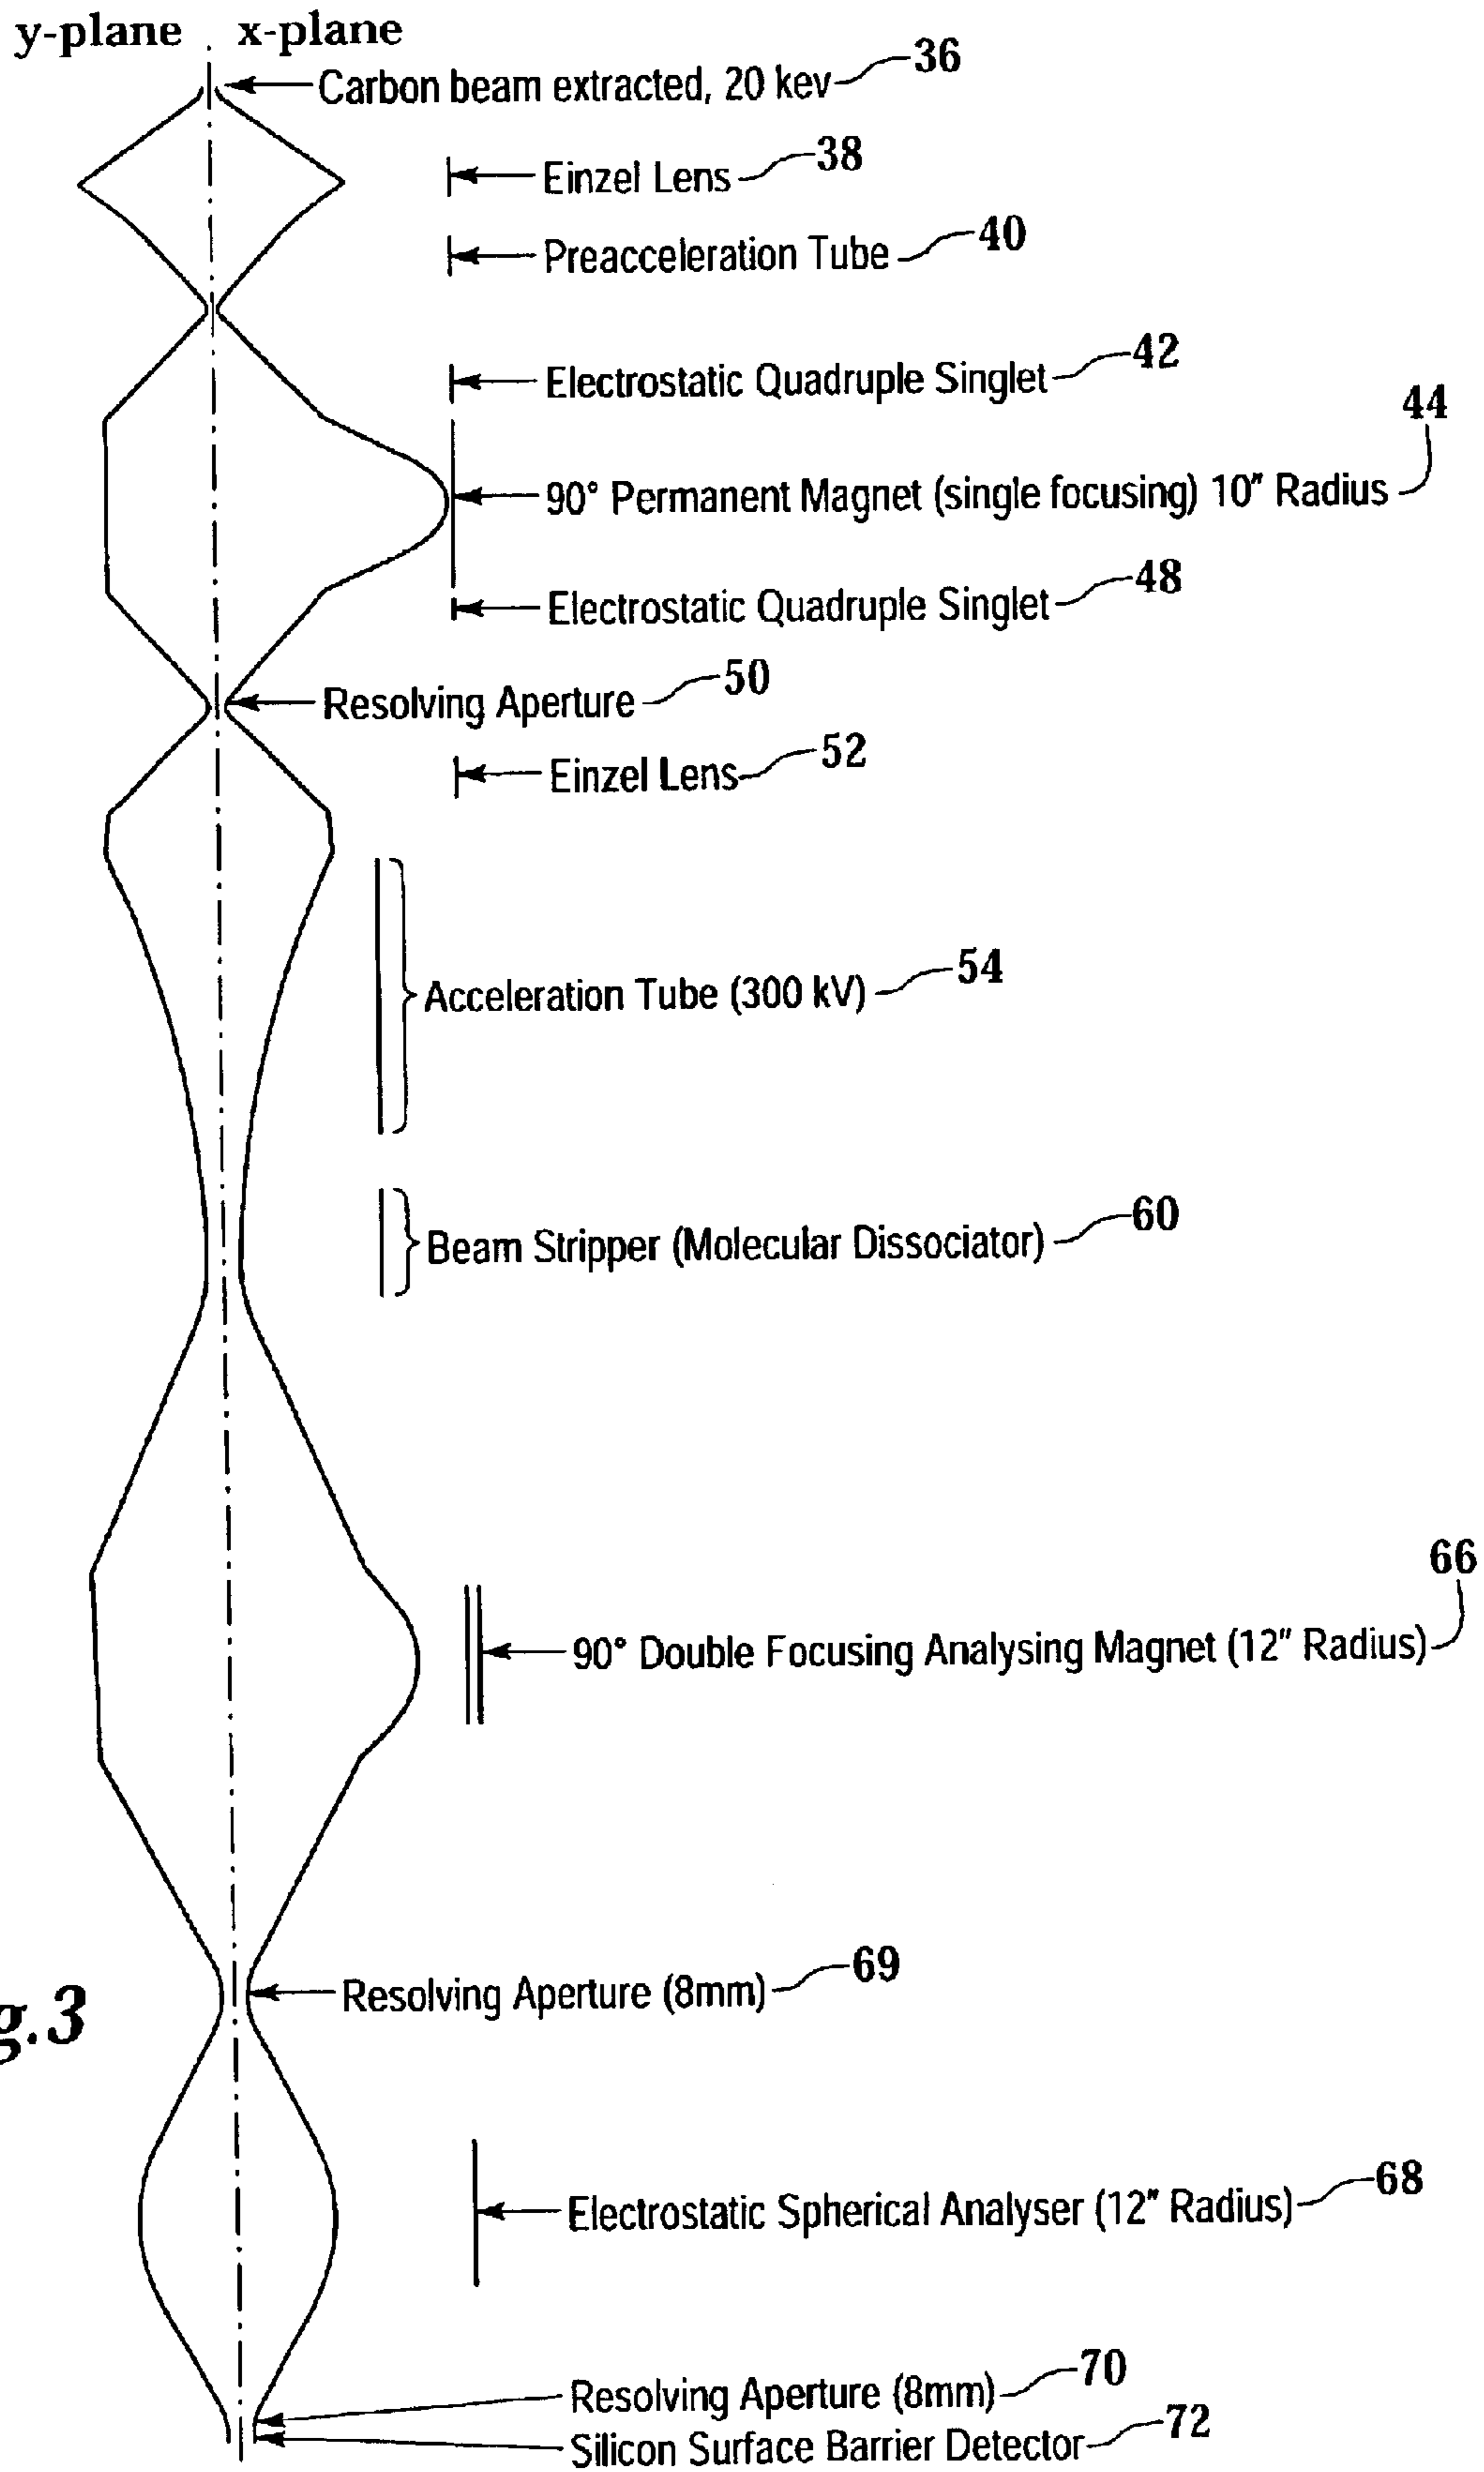 y-plane x-plane
Carbon beam extracted, 20 kev 36
Einzel Lens 38
Preacceleration Tube 40
Electrostatic Quadruple Singlet 42
44
90° Permanent Magnet (single focusing) 10" Radius
Electrostatic Quadruple Singlet 48
Resolving Aperture 50
Einzel Lens 52
Acceleration Tube (300 kV) 54
Beam Stripper (Molecular Dissociator) 60
66
90° Double Focusing Analysing Magnet (12" Radius)
Resolving Aperture (8mm) 69
g.3
Electrostatic Spherical Analyser (12" Radius) 68
Resolving Aperture (8mm) 70
Silicon Surface Barrier Detector 72